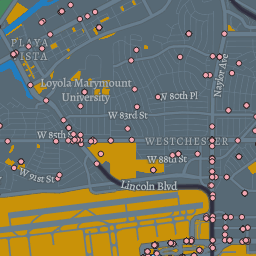 PLAYA
VISTA
Naylor Ave
Loyola Marymount
University
W 80th Pl
W 83rd St
W 85th St
WESTCHESTER
W 88th St
W 91st St
Lincoln Blvd